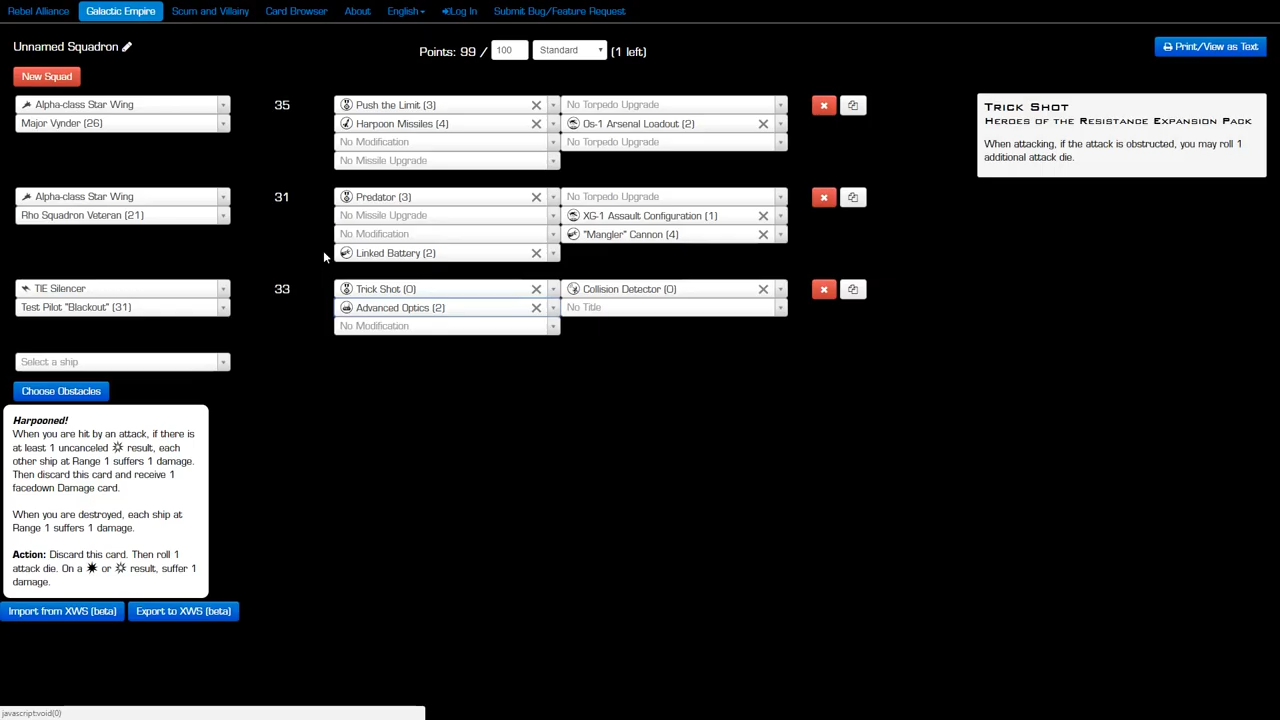 Rebel Alliance Galactic Empire Scum and Villainy Card Browser About English Log In Submit Bug/Feature Request
Unnamed Squadron
Points: 99 / 100 Standard (1 left)
Print/View as Text
New Squad
Alpha-class Star Wing 35 Push the Limit (3) No Torpedo Upgrade
Major Vynder (26) Harpoon Missiles (4) Os-1 Arsenal Loadout (2)
No Modification No Torpedo Upgrade
No Missile Upgrade
Alpha-class Star Wing 31 Predator (3) No Torpedo Upgrade
Rho Squadron Veteran (21) No Missile Upgrade XG-1 Assault Configuration (1)
No Modification "Mangler" Cannon (4)
Linked Battery (2)
TIE Silencer 33 Trick Shot (0) Collision Detector (0)
Test Pilot "Blackout" (31) Advanced Optics (2) No Title
No Modification
Select a ship
Choose Obstacles
Trick Shot
Heroes of the Resistance Expansion Pack
When attacking, if the attack is obstructed, you may roll 1
additional attack die.
Harpooned!
When you are hit by an attack, if there is
at least 1 uncanceled result, each
other ship at Range 1 suffers 1 damage.
Then discard this card and receive 1
facedown Damage card.
When you are destroyed, each ship at
Range 1 suffers 1 damage.
Action: Discard this card. Then roll 1
attack die. On a or result, suffer 1
damage.
Import from XWS (beta) Export to XWS (beta)
javascript:void(0)